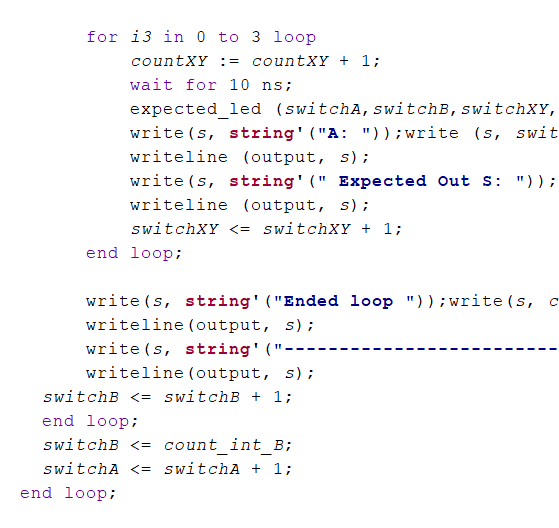 for i3 in 0 to 3 loop
countXY := countXY + 1;
wait for 10 ns;
expected_led (switchA,switchB,switchXY,
write(s, string'("A: "));write (s, swit
writeline (output, s);
write(s, string'(" Expected Out S: "));
writeline (output, s);
switchXY <= switchXY + 1;
end loop;
write(s, string'("Ended loop "));write(s, c
writeline(output, s);
write(s, string'("-------------------------
writeline(output, s);
switchB <= switchB + 1;
end loop;
switchB <= count_int_B;
switchA <= switchA + 1;
end loop;